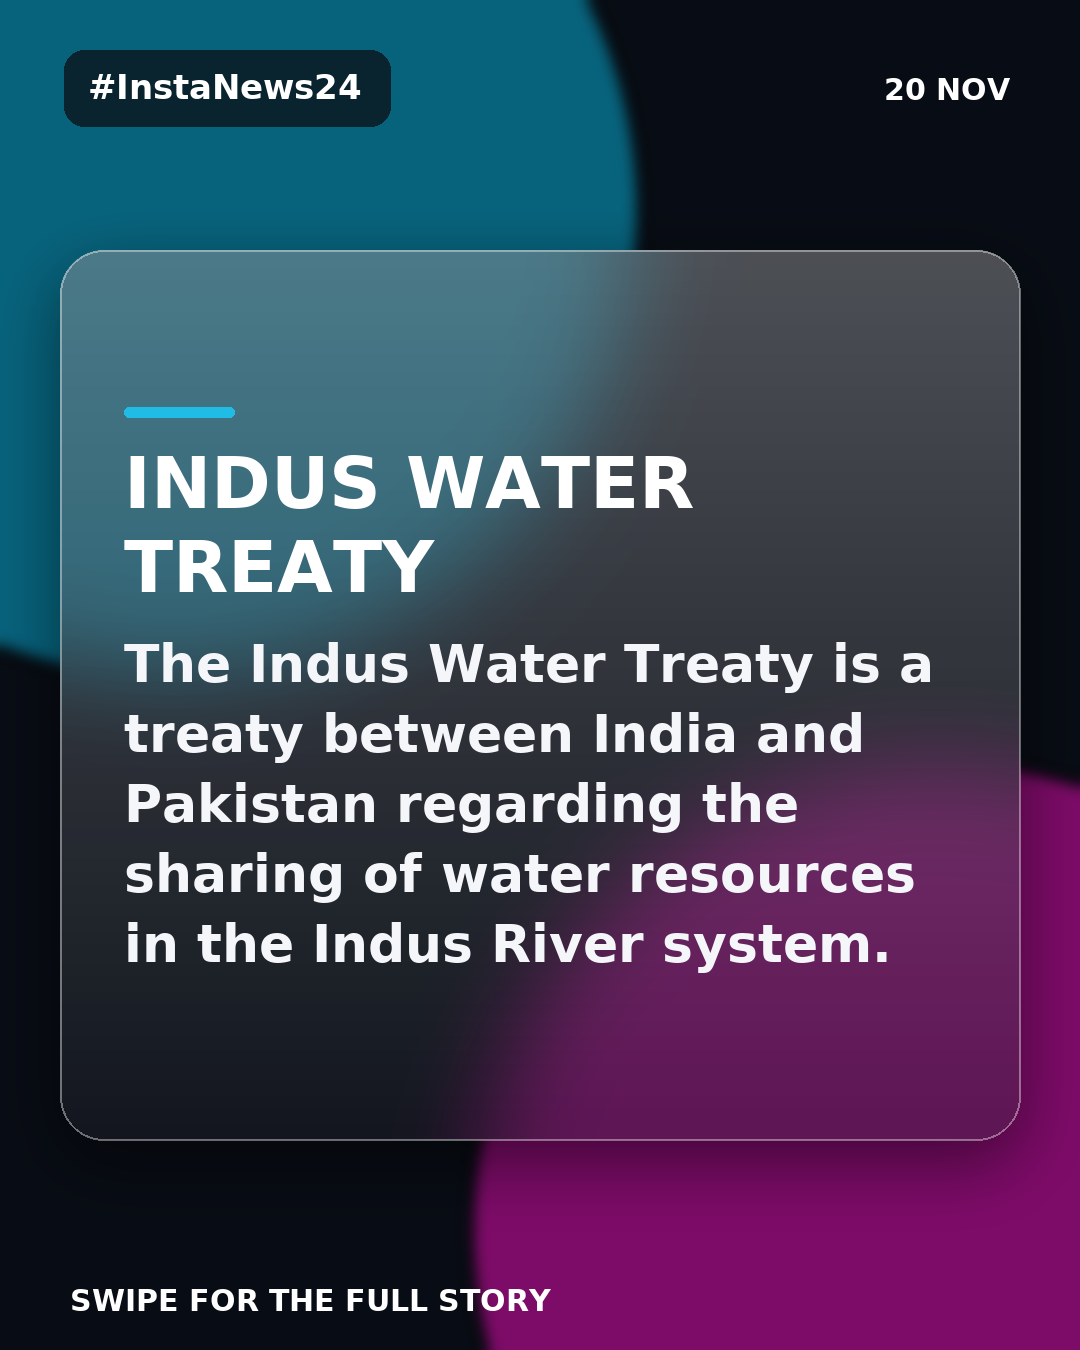 #InstaNews24
20 NOV
INDUS WATER
TREATY
The Indus Water Treaty is a
treaty between India and
Pakistan regarding the
sharing of water resources
in the Indus River system.
SWIPE FOR THE FULL STORY